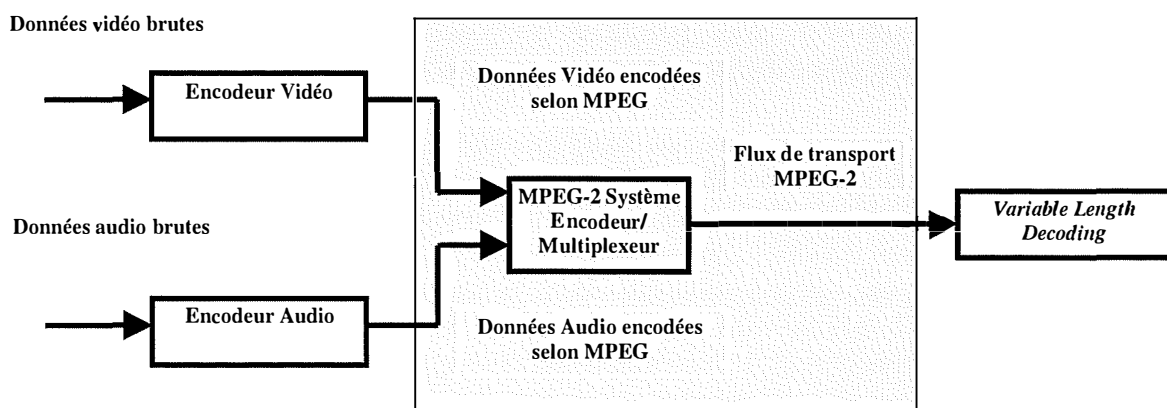 Données vidéo brutes
Encodeur Vidéo
Données Vidéo encodées
selon MPEG
Flux de transport
MPEG-2
MPEG-2 Système
Encodeur/
Multiplexeur
Variable Length
Decoding
Données audio brutes
Encodeur Audio
Données Audio encodées
selon MPEG